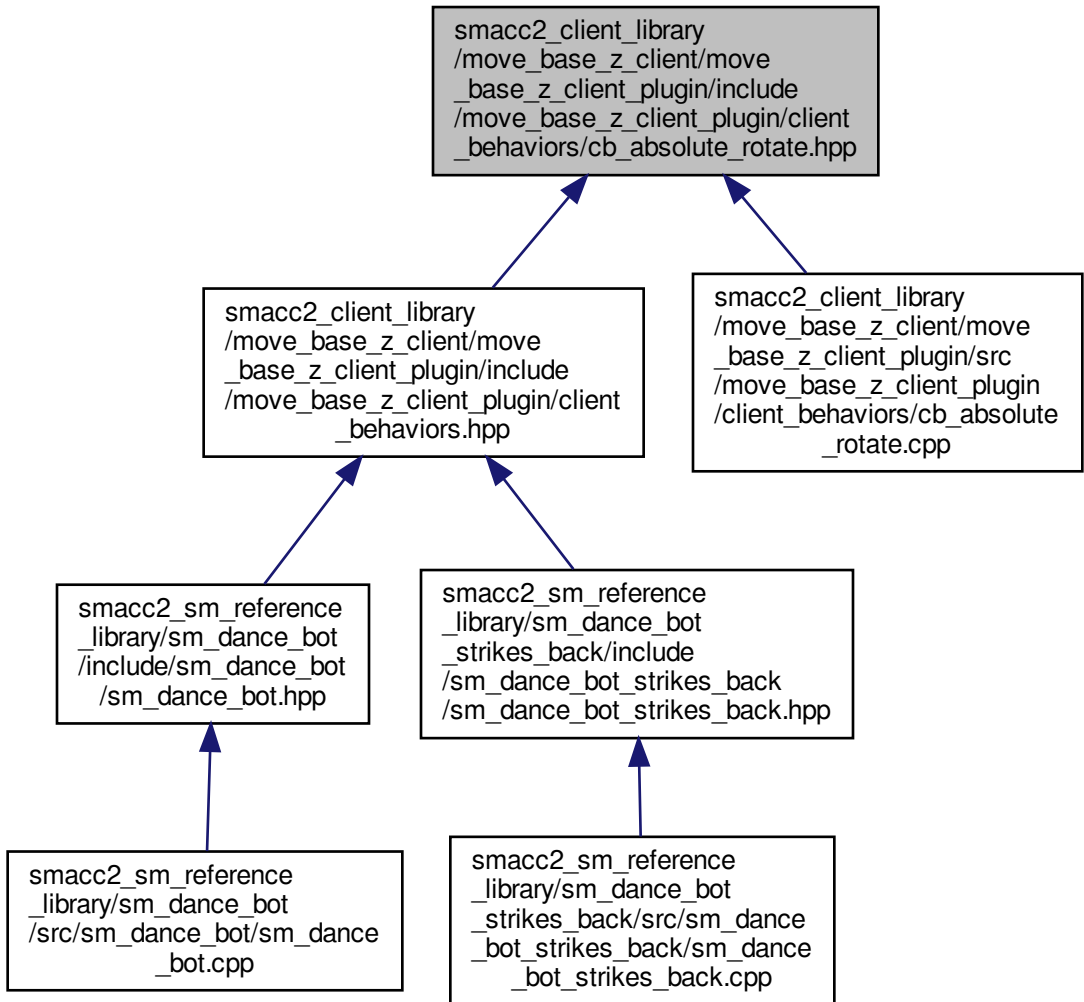 smacc2_client_library
/move_base_z_client/move
_base_z_client_plugin/include
/move_base_z_client_plugin/client
_behaviors/cb_absolute_rotate.hpp
smacc2_client_library
/move_base_z_client/move
_base_z_client_plugin/include
/move_base_z_client_plugin/client
_behaviors.hpp
smacc2_client_library
/move_base_z_client/move
_base_z_client_plugin/src
/move_base_z_client_plugin
/client_behaviors/cb_absolute
_rotate.cpp
smacc2_sm_reference
_library/sm_dance_bot
/include/sm_dance_bot
/sm_dance_bot.hpp
smacc2_sm_reference
_library/sm_dance_bot
_strikes_back/include
/sm_dance_bot_strikes_back
/sm_dance_bot_strikes_back.hpp
smacc2_sm_reference
_library/sm_dance_bot
/src/sm_dance_bot/sm_dance
_bot.cpp
smacc2_sm_reference
_library/sm_dance_bot
_strikes_back/src/sm_dance
_bot_strikes_back/sm_dance
_bot_strikes_back.cpp